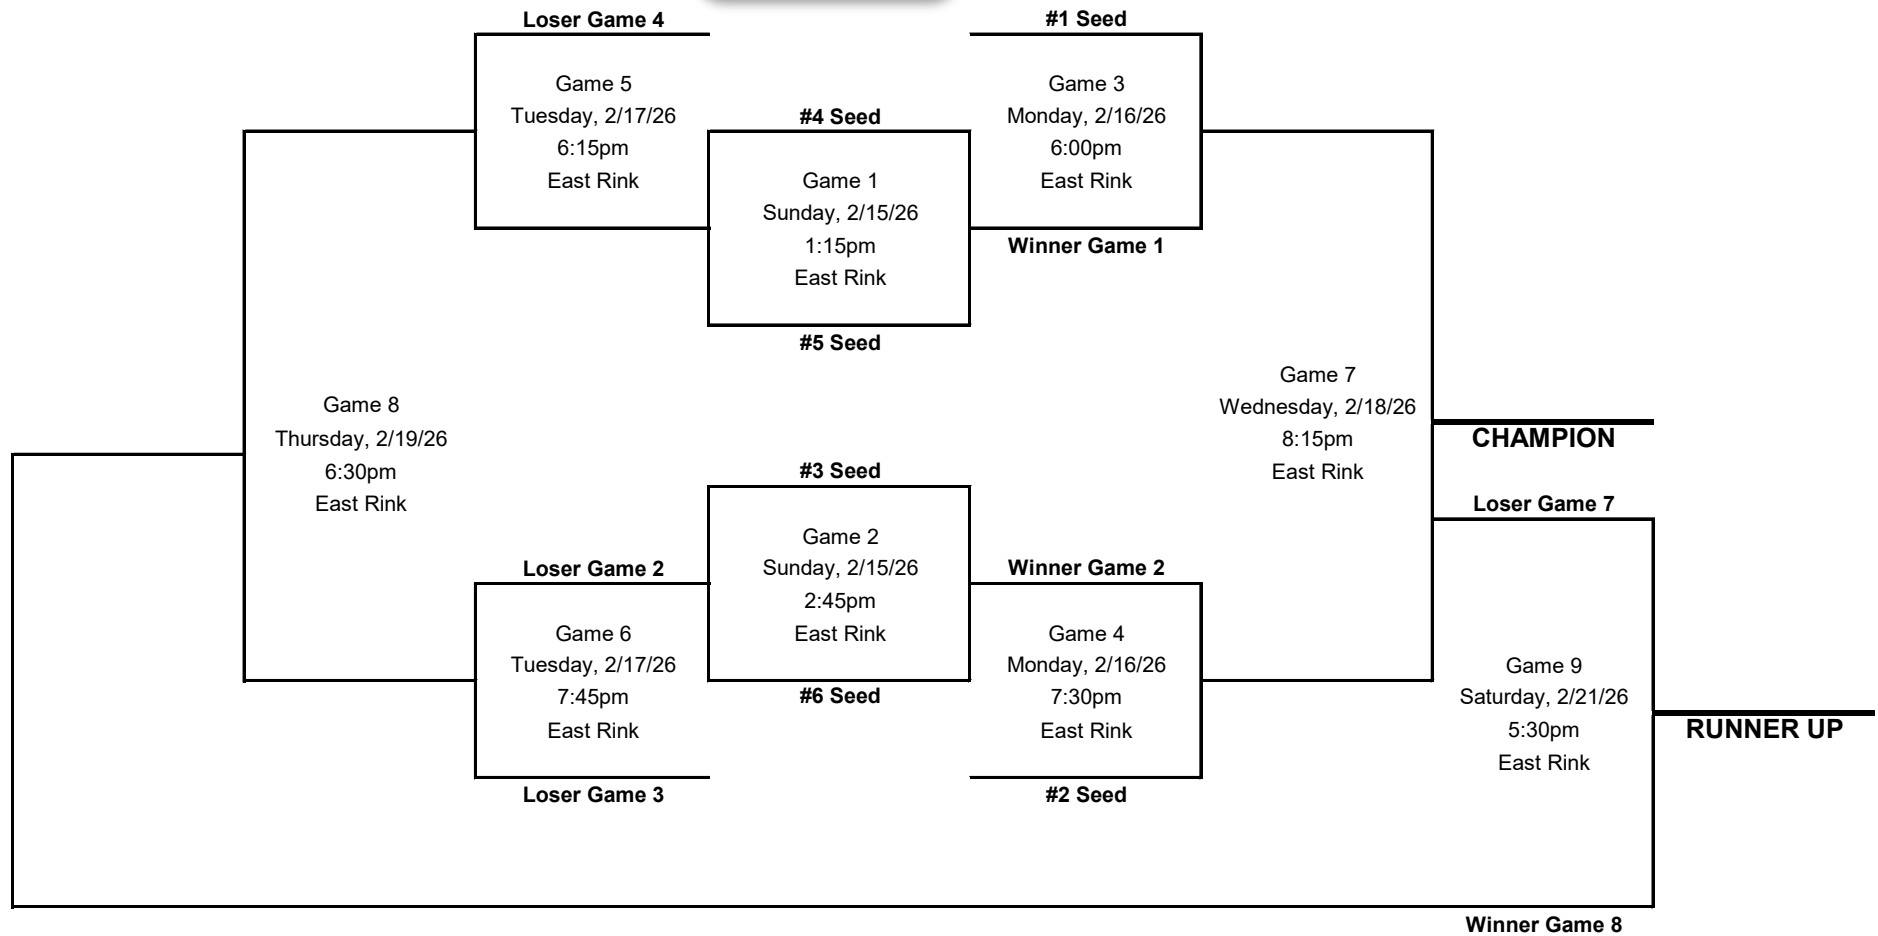 Loser Game 4
#1 Seed
Game 5
Tuesday, 2/17/26
6:15pm
East Rink
Game 3
Monday, 2/16/26
6:00pm
East Rink
#4 Seed
Game 1
Sunday, 2/15/26
1:15pm
East Rink
Winner Game 1
#5 Seed
Game 8
Thursday, 2/19/26
6:30pm
East Rink
Game 7
Wednesday, 2/18/26
8:15pm
East Rink
CHAMPION
#3 Seed
Loser Game 7
Game 2
Sunday, 2/15/26
2:45pm
East Rink
Loser Game 2
Winner Game 2
Game 6
Tuesday, 2/17/26
7:45pm
East Rink
#6 Seed
Game 4
Monday, 2/16/26
7:30pm
East Rink
Game 9
Saturday, 2/21/26
5:30pm
East Rink
RUNNER UP
Loser Game 3
#2 Seed
Winner Game 8